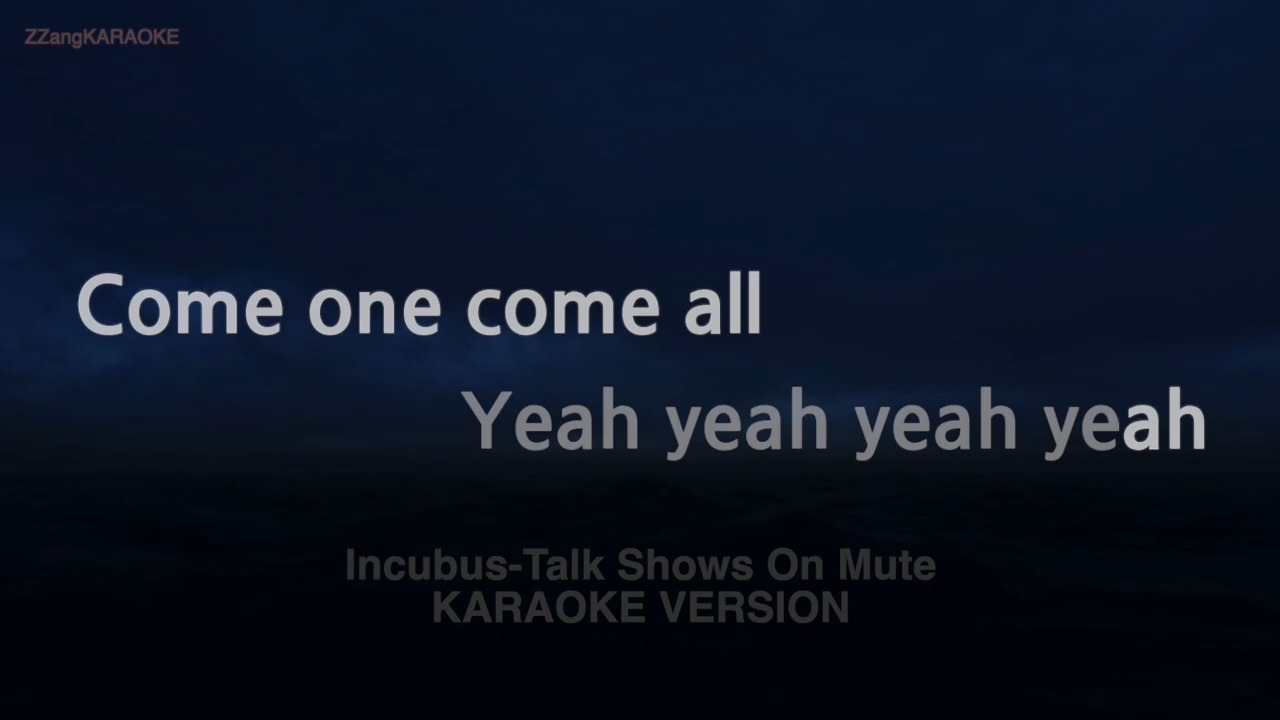 ZZangKARAOKE
Come one come all
Yeah yeah yeah yeah
Incubus-Talk Shows On Mute
KARAOKE VERSION